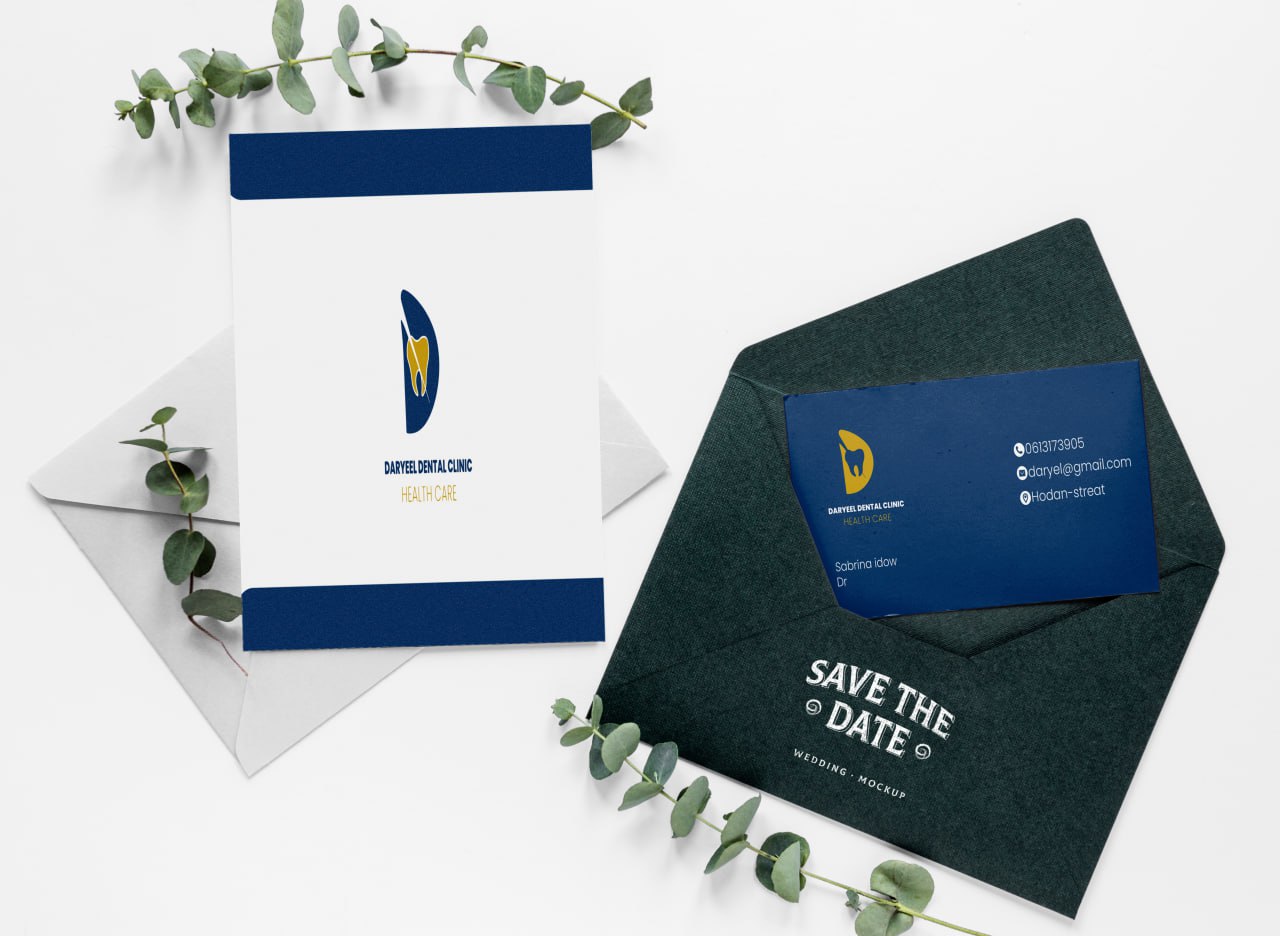 DARYEEL DENTAL CLINIC
HEALTH CARE
DARYEEL DENTAL CLINIC
HEALTH CARE
0613173905
daryel@gmail.com
Hodan-streat
Sabrina idow
Dr
SAVE THE
DATE
WEDDING . MOCKUP